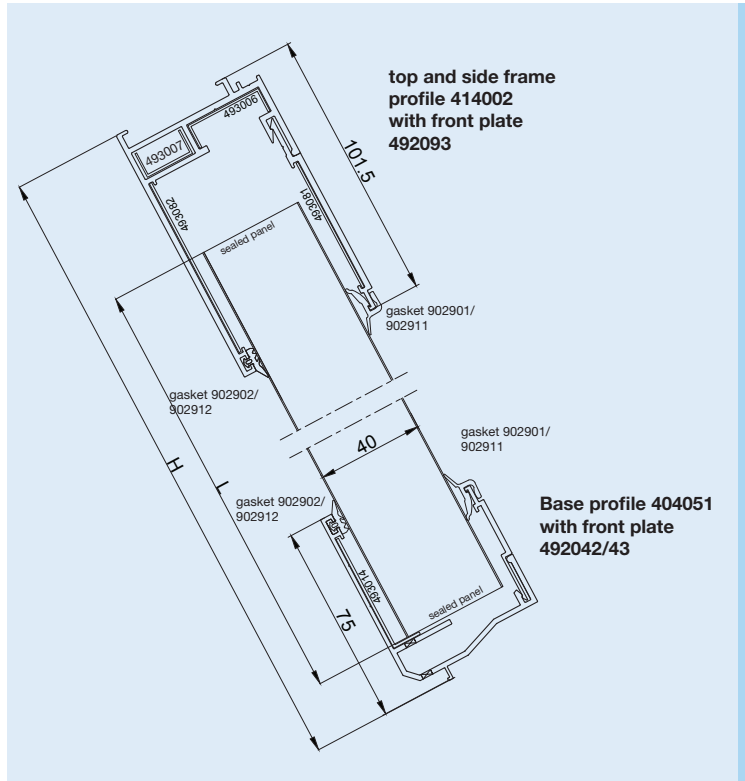 top and side frame
profile 414002
with front plate
492093
493006
493007
101.5
493082
493081
sealed panel
gasket 902901/
902911
gasket 902902/
902912
40
gasket 902901/
902911
H
L
gasket 902902/
902912
Base profile 404051
with front plate
492042/43
493014
sealed panel
75